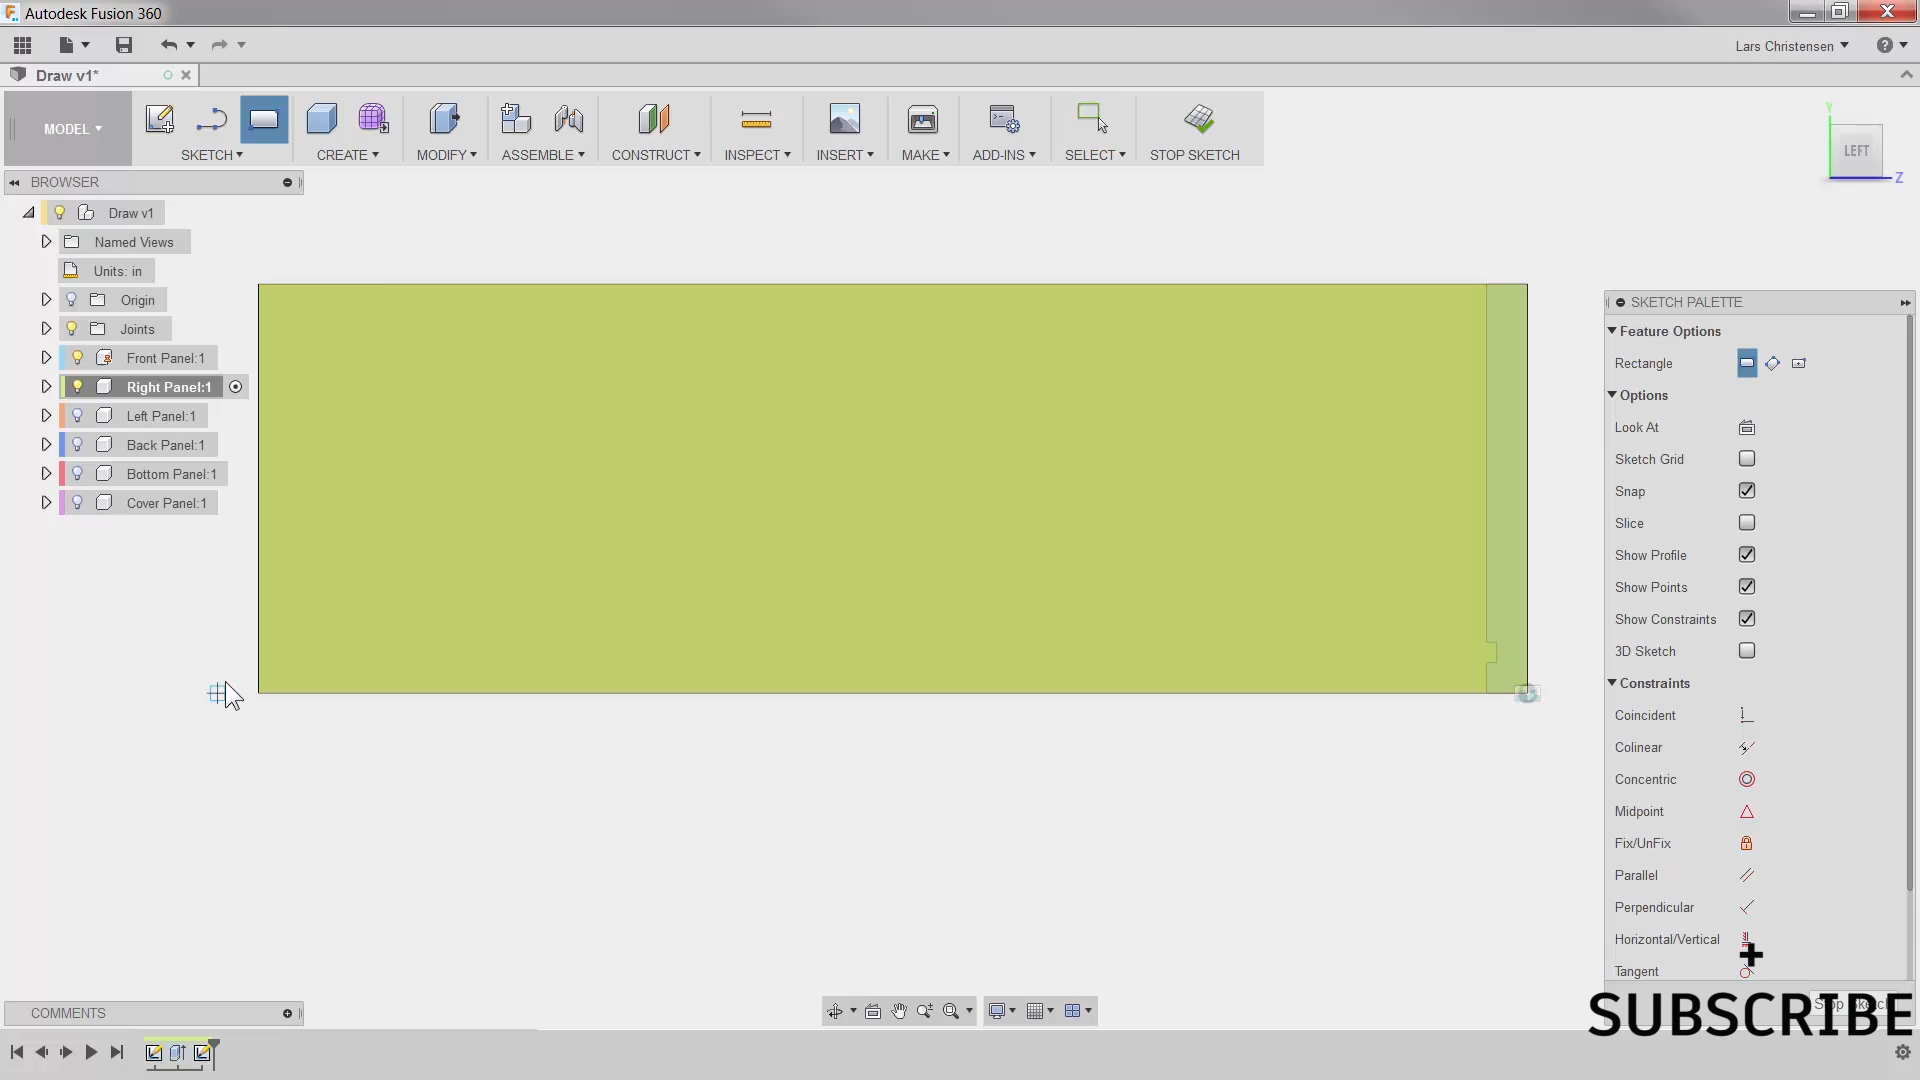 Autodesk Fusion 360
Lars Christensen
Draw v1*
MODEL
SKETCH
CREATE
MODIFY
ASSEMBLE
CONSTRUCT
INSPECT
INSERT
MAKE
ADD-INS
SELECT
STOP SKETCH
Y
LEFT
Z
BROWSER
Draw v1
Named Views
Units: in
Origin
Joints
Front Panel:1
Right Panel:1
Left Panel:1
Back Panel:1
Bottom Panel:1
Cover Panel:1
SKETCH PALETTE
Feature Options
Rectangle
Options
Look At
Sketch Grid
Snap
Slice
Show Profile
Show Points
Show Constraints
3D Sketch
Constraints
Coincident
Colinear
Concentric
Midpoint
Fix/UnFix
Parallel
Perpendicular
Horizontal/Vertical
Tangent
Stop Sketch
SUBSCRIBE
COMMENTS